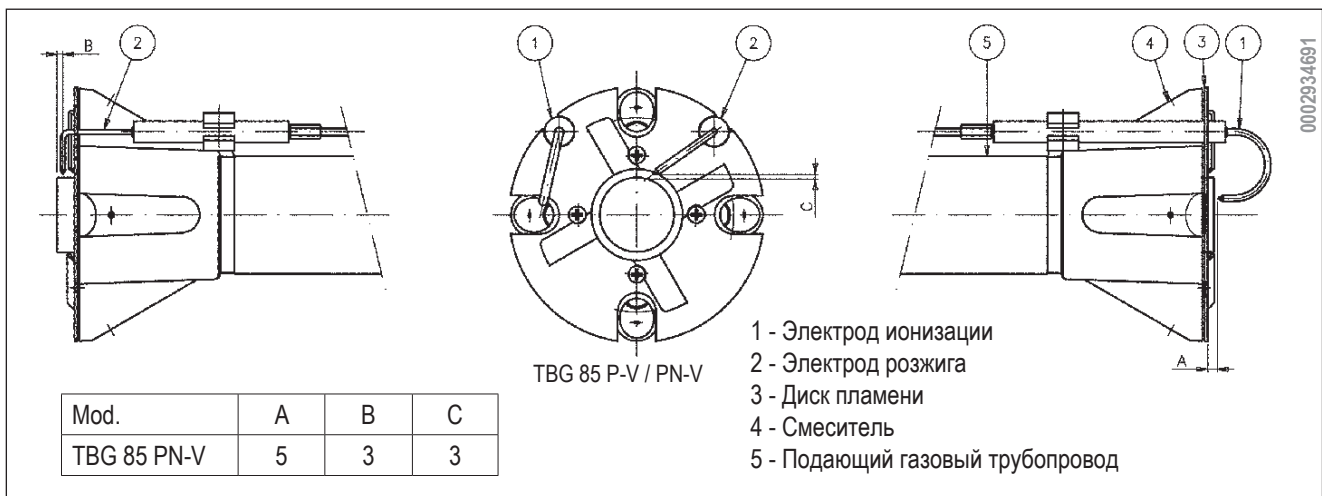 B
2
1
2
5
4
3
1
0002934691
C
A
TBG 85 P-V / PN-V
1 - Электрод ионизации
2 - Электрод розжига
3 - Диск пламени
4 - Смеситель
5 - Подающий газовый трубопровод
Mod. A B C
TBG 85 PN-V 5 3 3